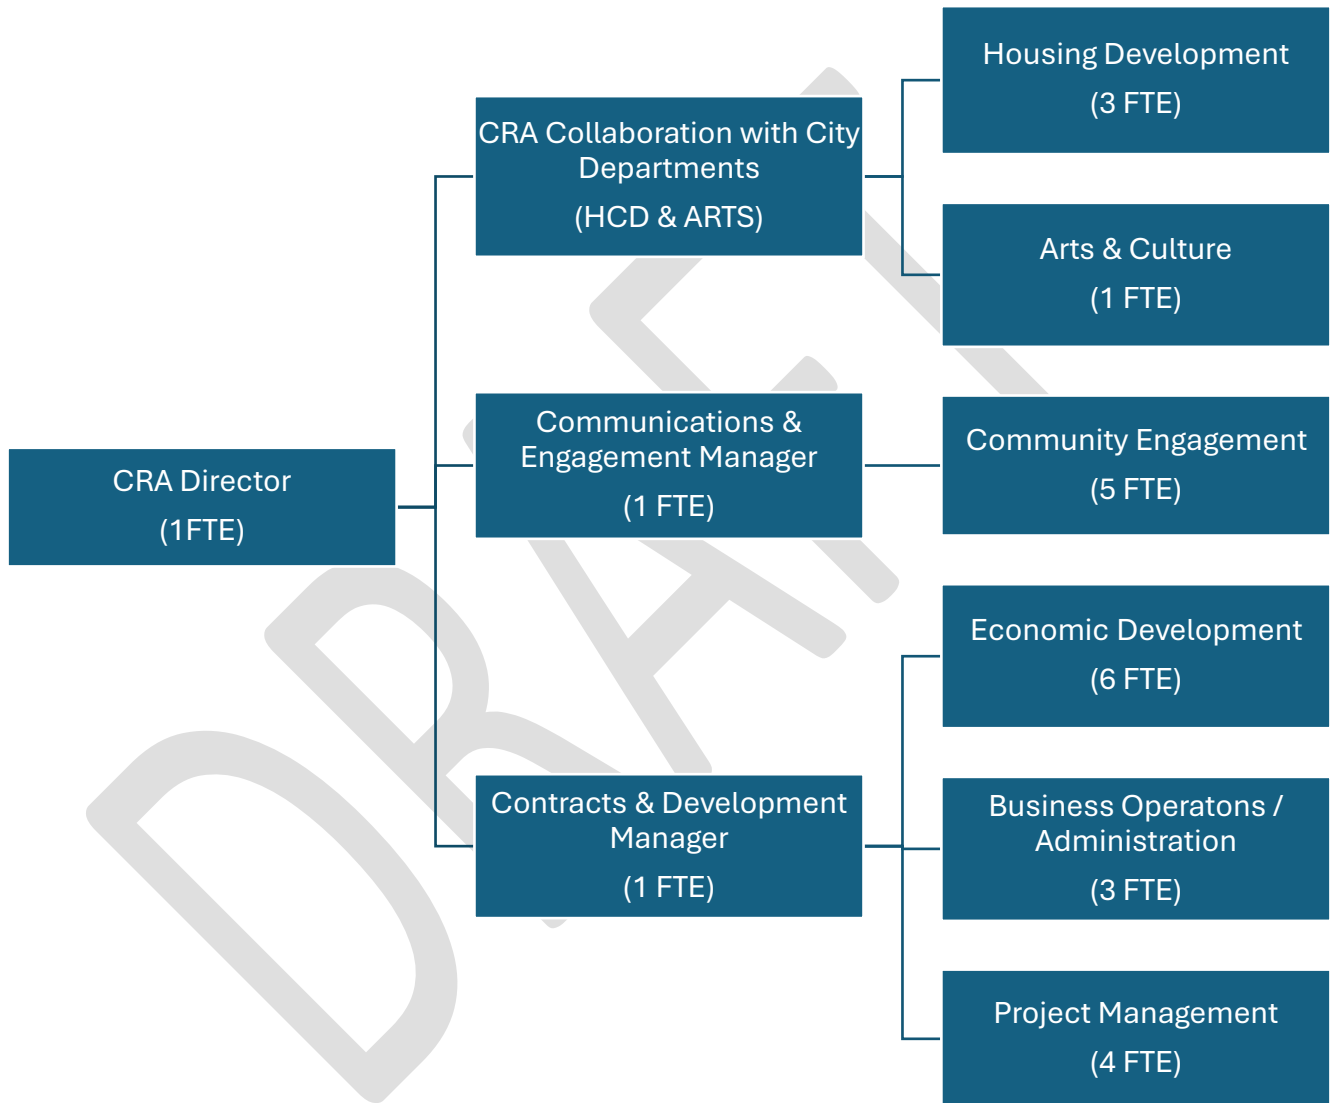 CRA Director
(1FTE)
CRA Collaboration with City
Departments
(HCD & ARTS)
Communications &
Engagement Manager
(1 FTE)
Contracts & Development
Manager
(1 FTE)
Housing Development
(3 FTE)
Arts & Culture
(1 FTE)
Community Engagement
(5 FTE)
Economic Development
(6 FTE)
Business Operatons /
Administration
(3 FTE)
Project Management
(4 FTE)
DRAFT